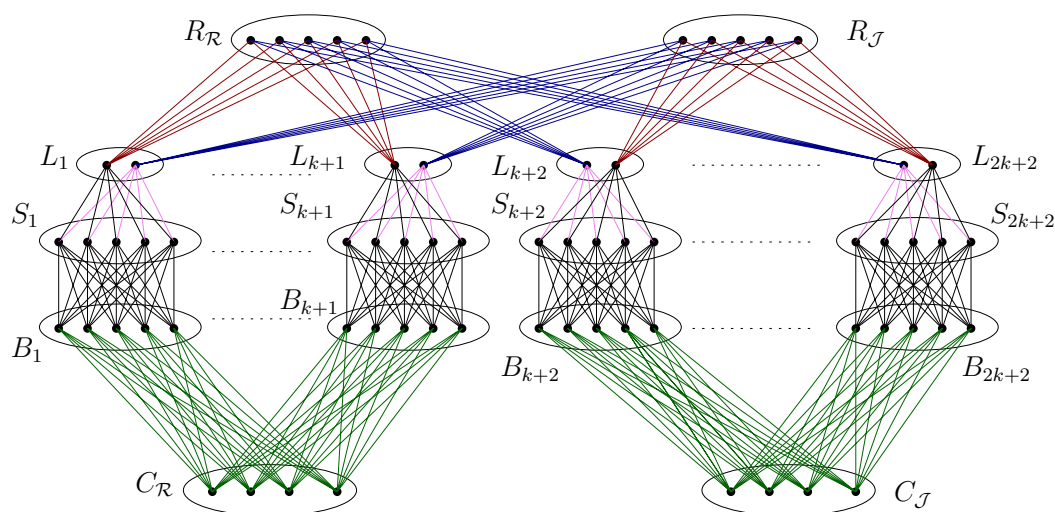 R_ℛ R_𝒥
L_1 L_{k+1} L_{k+2} L_{2k+2}
S_1 S_{k+1} S_{k+2} S_{2k+2}
B_1 B_{k+1} B_{k+2} B_{2k+2}
C_ℛ C_𝒥